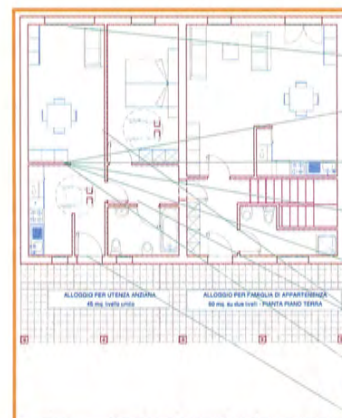 ALLOGGIO PER UTENZA ANZIANA
45 mq. livello unico
ALLOGGIO PER FAMIGLIA DI APPARTENENZA
60 mq. su due livelli - PIANTA PIANO TERRA